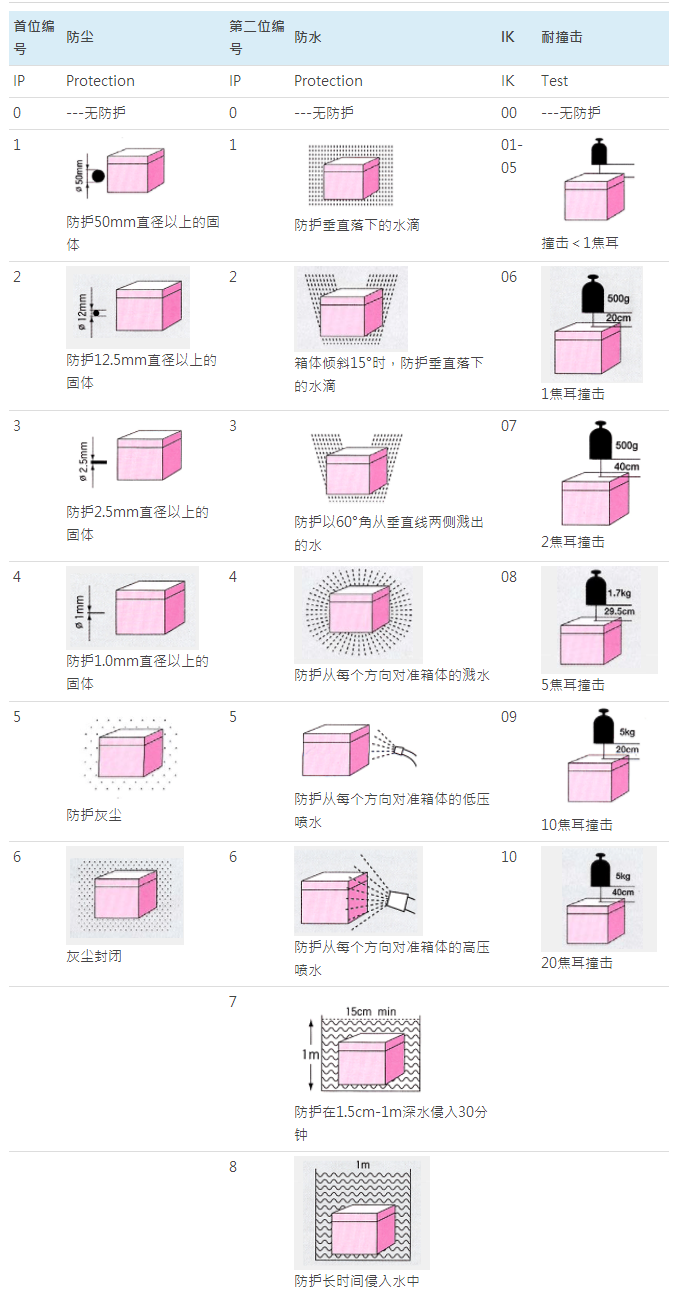 首位编号 防尘 第二位编号 防水 IK 耐撞击
IP Protection IP Protection IK Test
0 ---无防护 0 ---无防护 00 ---无防护
1
ø 50mm
防护50mm直径以上的固
体
1
防护垂直落下的水滴
01-
05
撞击＜1焦耳
2
ø 12mm
防护12.5mm直径以上的
固体
2
箱体倾斜15°时，防护垂直落下
的水滴
06
500g
20cm
1焦耳撞击
3
ø 2.5mm
防护2.5mm直径以上的
固体
3
防护以60°角从垂直线两侧溅出
的水
07
500g
40cm
2焦耳撞击
4
ø 1mm
防护1.0mm直径以上的
固体
4
防护从每个方向对准箱体的溅水
08
1.7kg
29.5cm
5焦耳撞击
5
防护灰尘
5
防护从每个方向对准箱体的低压
喷水
09
5kg
20cm
10焦耳撞击
6
灰尘封闭
6
防护从每个方向对准箱体的高压
喷水
10
5kg
40cm
20焦耳撞击
7
15cm min
1m
防护在1.5cm-1m深水侵入30分
钟
8
1m
防护长时间侵入水中